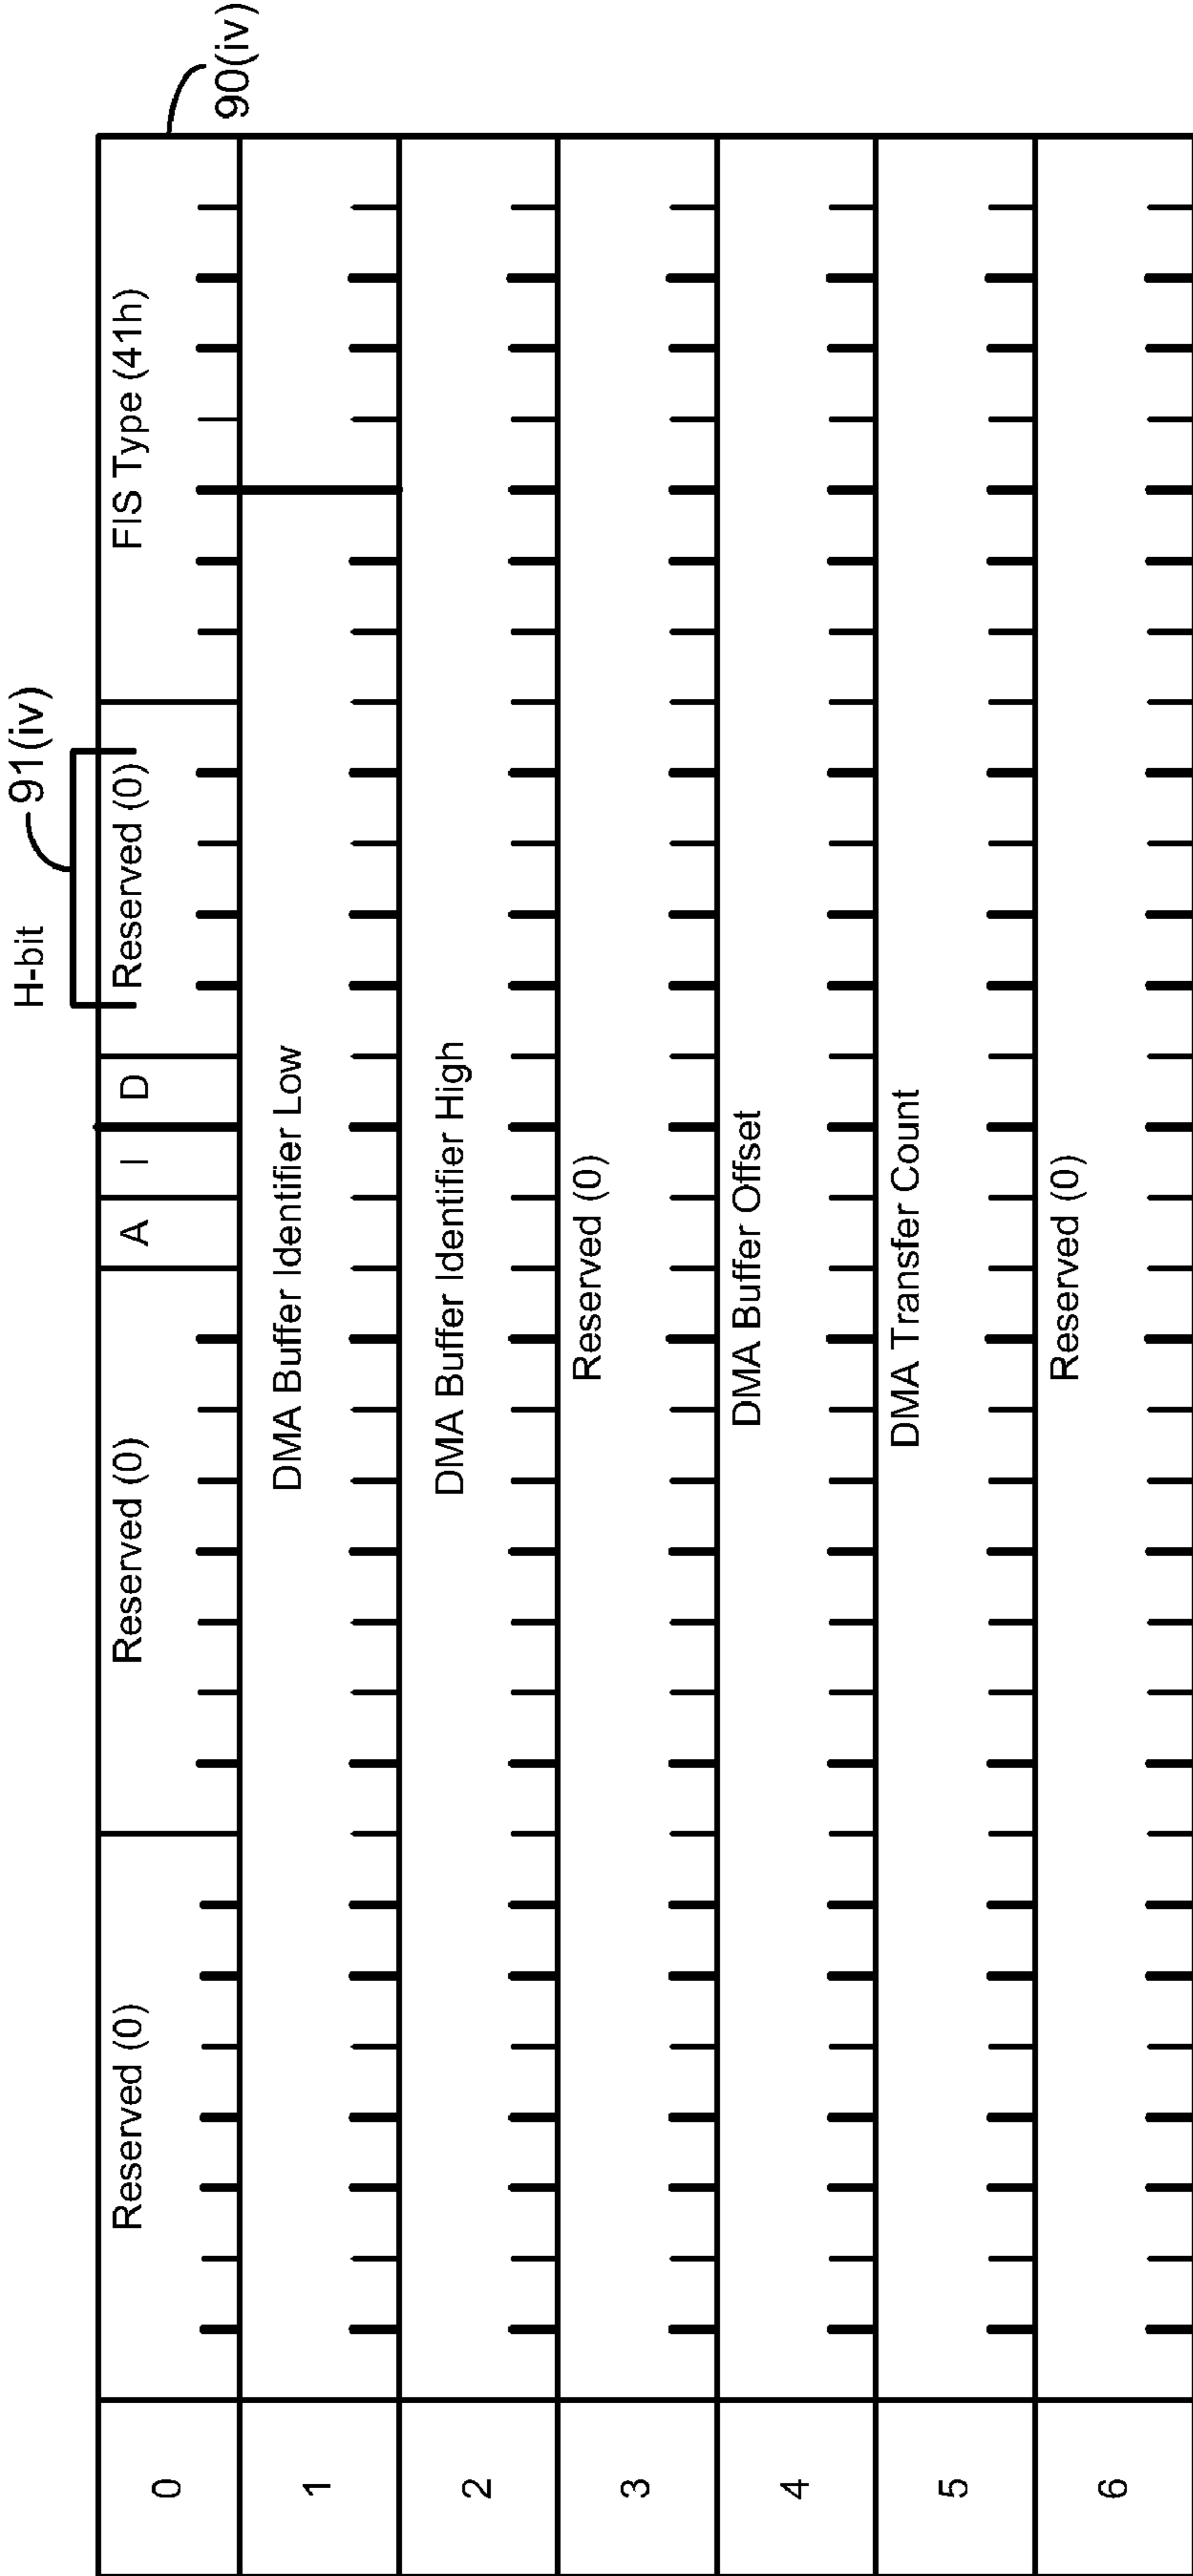 H-bit 91(iv)
90(iv)
0 Reserved (0) Reserved (0) A I D Reserved (0) FIS Type (41h)
1 DMA Buffer Identifier Low
2 DMA Buffer Identifier High
3 Reserved (0)
4 DMA Buffer Offset
5 DMA Transfer Count
6 Reserved (0)